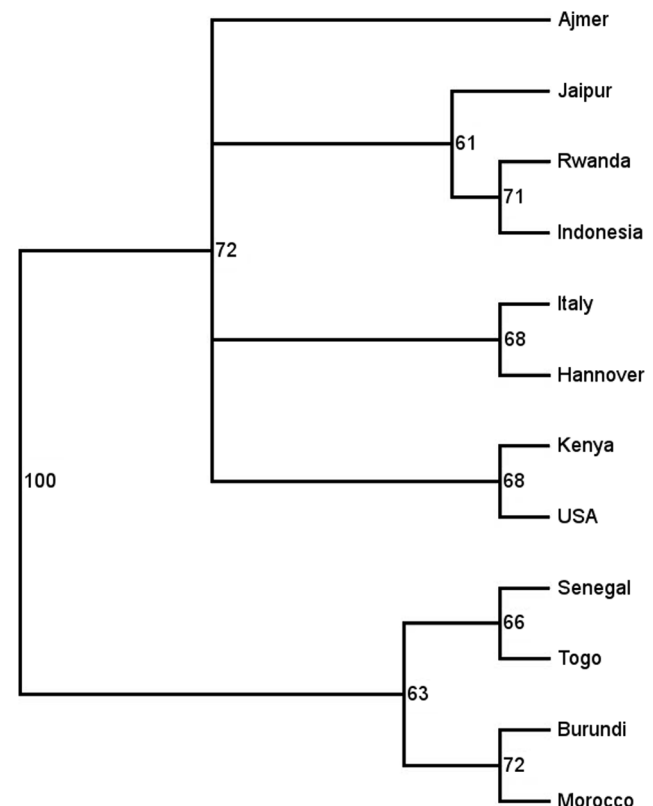 Ajmer
Jaipur
61
Rwanda
71
Indonesia
72
Italy
68
Hannover
Kenya
100
68
USA
Senegal
66
Togo
63
Burundi
72
Morocco